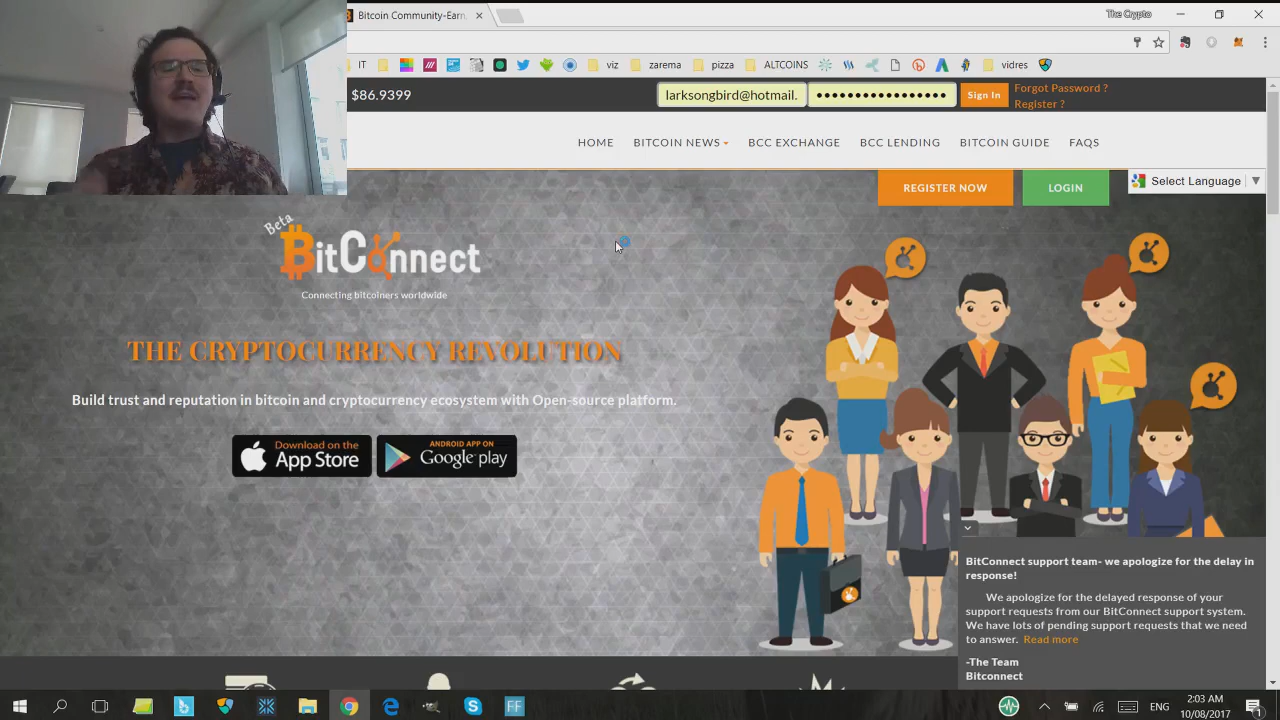 Bitcoin Community-Earn
The Crypto
IT
viz
zarema
pizza
ALTCOINS
vidres
$86.9399
larksongbird@hotmail.
•••••••••••••••••
Sign In
Forgot Password ?
Register ?
HOME
BITCOIN NEWS
BCC EXCHANGE
BCC LENDING
BITCOIN GUIDE
FAQS
REGISTER NOW
LOGIN
Select Language
Beta
BitConnect
Connecting bitcoiners worldwide
THE CRYPTOCURRENCY REVOLUTION
Build trust and reputation in bitcoin and cryptocurrency ecosystem with Open-source platform.
Download on the
App Store
ANDROID APP ON
Google play
BitConnect support team- we apologize for the delay in
response!
We apologize for the delayed response of your
support requests from our BitConnect support system.
We have lots of pending support requests that we need
to answer. Read more
-The Team
Bitconnect
FF
ENG
2:03 AM
10/08/2017
1